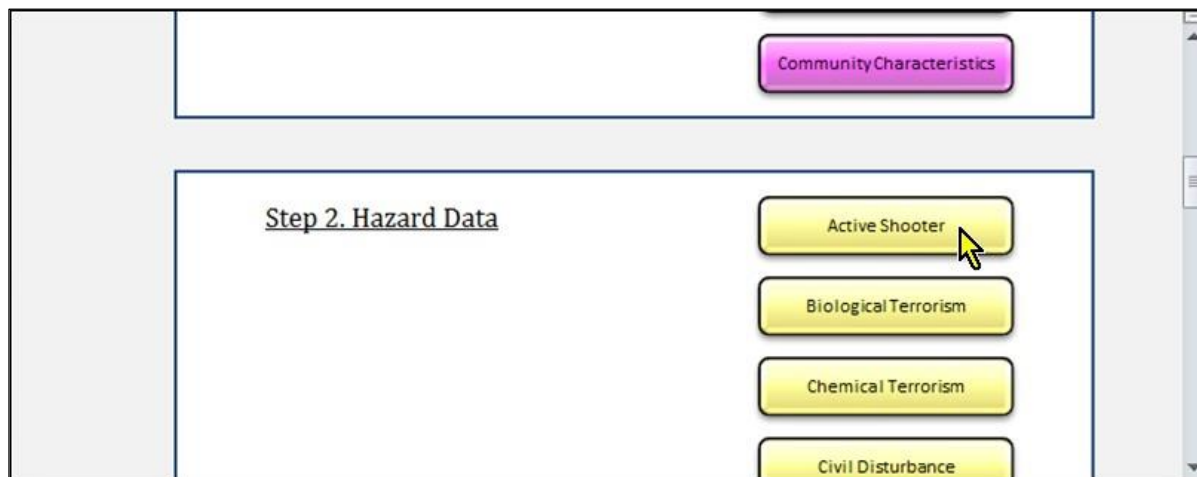 Community Characteristics
Step 2. Hazard Data
Active Shooter
Biological Terrorism
Chemical Terrorism
Civil Disturbance